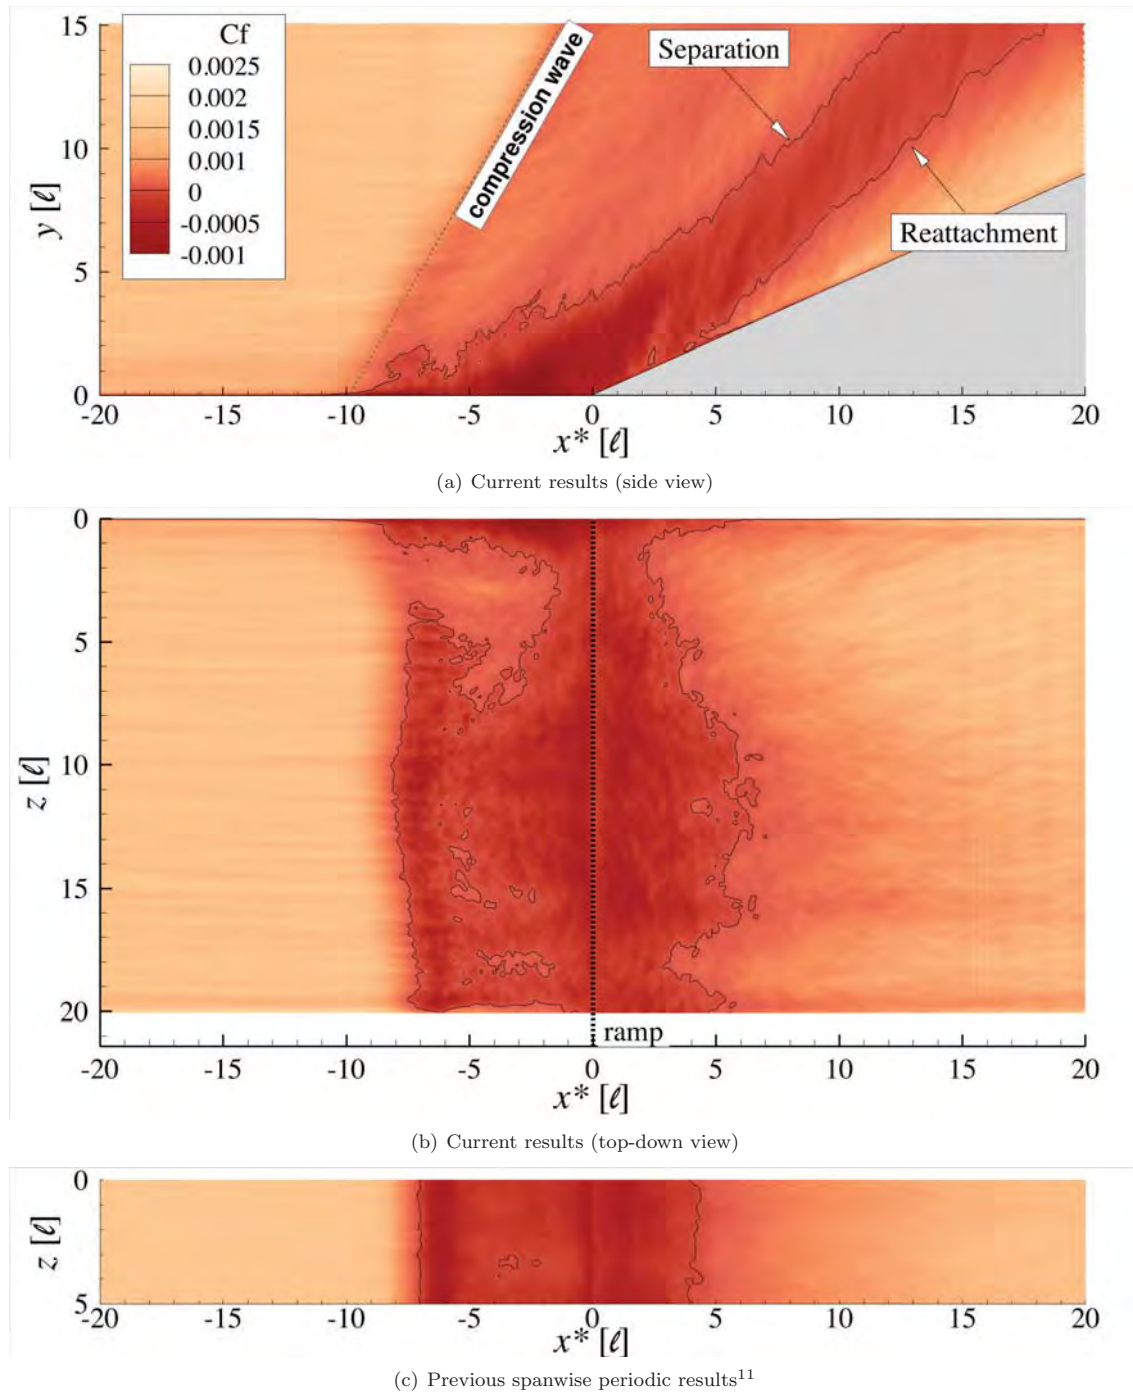 15
10
5
0
y [ℓ]
Cf
0.0025
0.002
0.0015
0.001
0
-0.0005
-0.001
compression wave
Separation
Reattachment
-20 -15 -10 -5 0 5 10 15 20
x* [ℓ]
(a) Current results (side view)
0
5
10
15
20
z [ℓ]
ramp
-20 -15 -10 -5 0 5 10 15 20
x* [ℓ]
(b) Current results (top-down view)
0
5
z [ℓ]
-20 -15 -10 -5 0 5 10 15 20
x* [ℓ]
(c) Previous spanwise periodic results¹¹